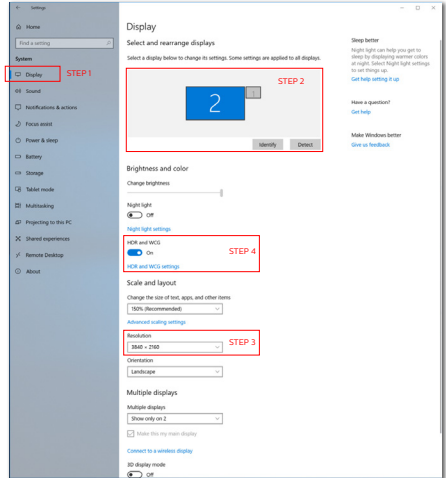 Settings
Home
Find a setting
System
Display
STEP 1
Sound
Notifications & actions
Focus assist
Power & sleep
Battery
Storage
Tablet mode
Multitasking
Projecting to this PC
Shared experiences
Remote Desktop
About
Display
Select and rearrange displays
Select a display below to change its settings. Some settings are applied to all displays.
STEP 2
2
1
Identify
Detect
Brightness and color
Change brightness
Night light
Off
Night light settings
HDR and WCG
On
STEP 4
HDR and WCG settings
Scale and layout
Change the size of text, apps, and other items
150% (Recommended)
Advanced scaling settings
Resolution
3840 × 2160
STEP 3
Orientation
Landscape
Multiple displays
Multiple displays
Show only on 2
Make this my main display
Connect to a wireless display
3D display mode
Off
Sleep better
Night light can help you get to
sleep by displaying warmer colors
at night. Select Night light settings
to set things up.
Get help setting it up
Have a question?
Get help
Make Windows better
Give us feedback